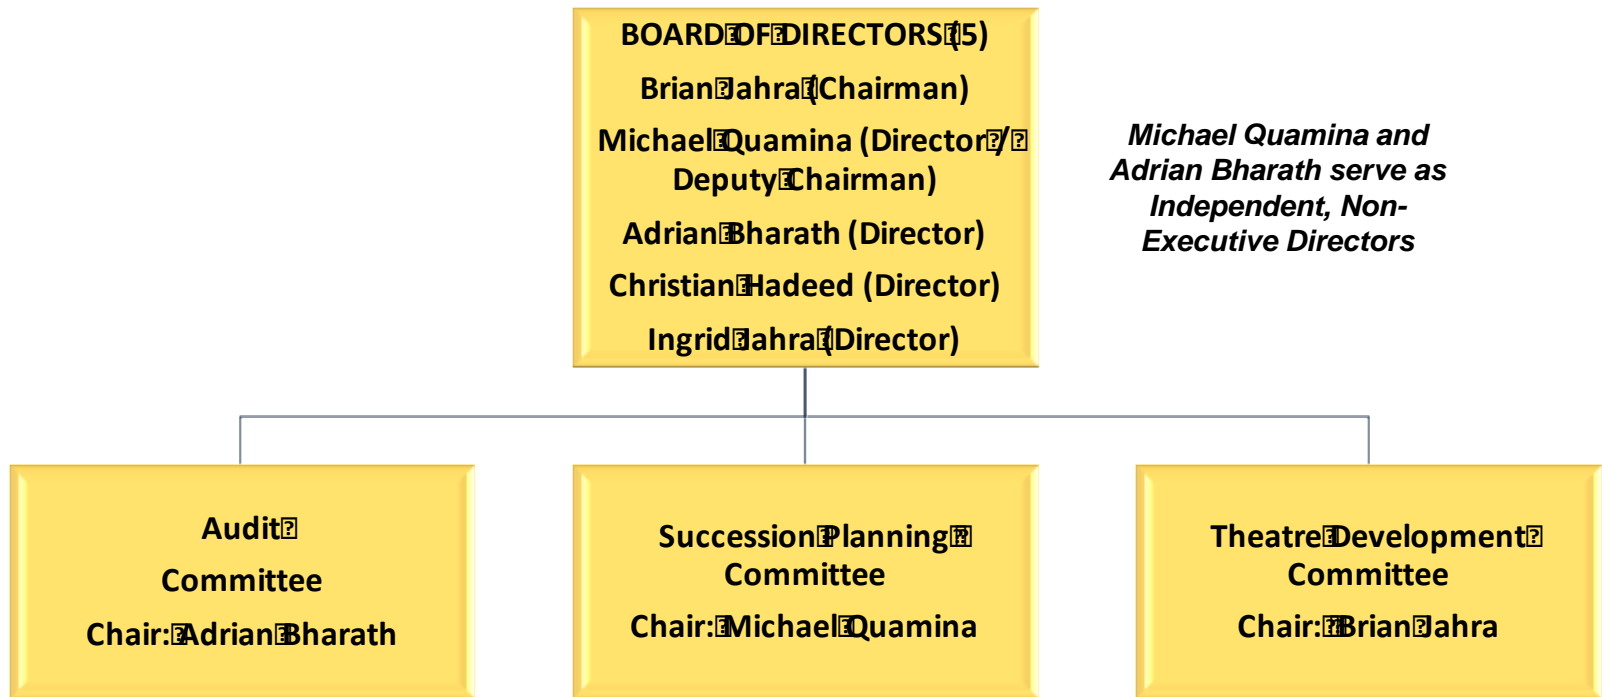 BOARD OF DIRECTORS (5)
Brian Jahra (Chairman)
Michael Quamina (Director / 
Deputy Chairman)
Adrian Bharath (Director)
Christian Hadeed (Director)
Ingrid Jahra (Director)
Michael Quamina and
Adrian Bharath serve as
Independent, Non-
Executive Directors
Audit
Committee
Chair: Adrian Bharath
Succession Planning
Committee
Chair: Michael Quamina
Theatre Development
Committee
Chair: Brian Jahra